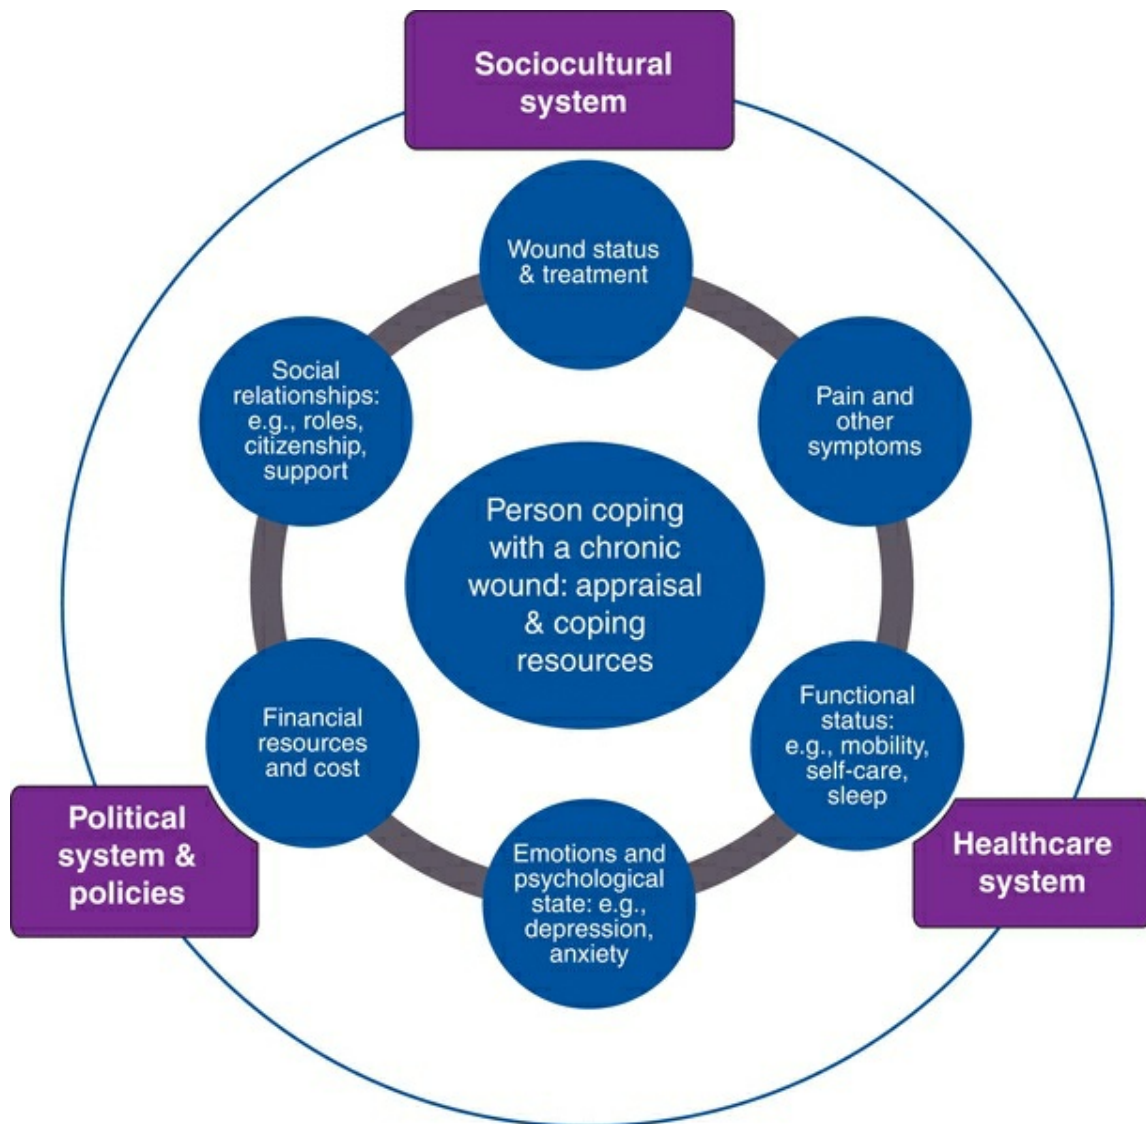 Sociocultural
system
Wound status
& treatment
Social
relationships:
e.g., roles,
citizenship,
support
Pain and
other
symptoms
Person coping
with a chronic
wound: appraisal
& coping
resources
Financial
resources
and cost
Functional
status:
e.g., mobility,
self-care,
sleep
Political
system &
policies
Emotions and
psychological
state: e.g.,
depression,
anxiety
Healthcare
system